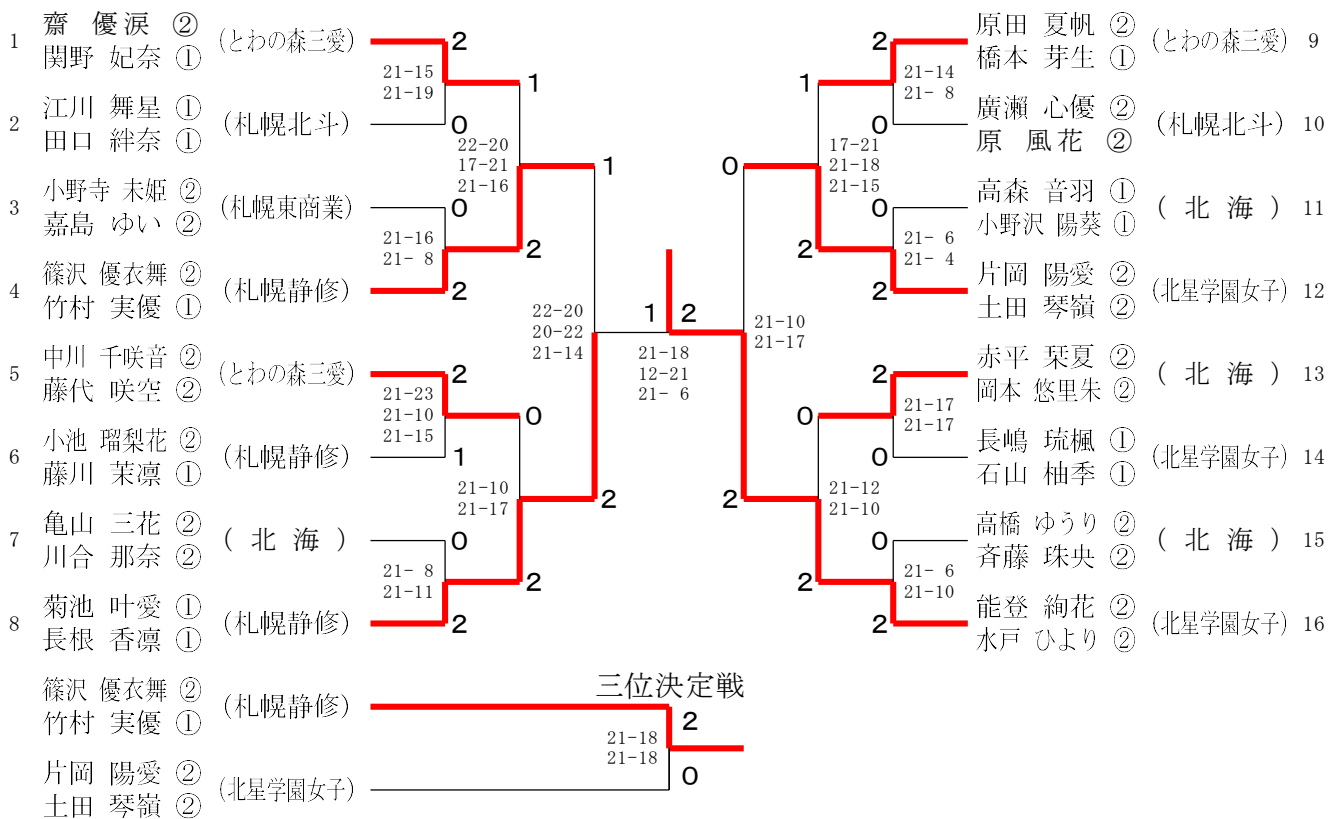 1 齋 優涙 ② (とわの森三愛) 2
関野 妃奈 ①
21-15
21-19
1
2 江川 舞星 ① (札幌北斗) 0
田口 絆奈 ①
22-20
17-21
21-16
1
3 小野寺 未姫 ② (札幌東商業) 0
嘉島 ゆい ②
21-16
21- 8
2
4 篠沢 優衣舞 ② (札幌静修) 2
竹村 実優 ①
22-20
20-22
21-14
5 中川 千咲音 ② (とわの森三愛) 2
藤代 咲空 ②
21-23
21-10
21-15
0
6 小池 瑠梨花 ② (札幌静修) 1
藤川 茉凛 ①
21-10
21-17
2
7 亀山 三花 ② (北海) 0
川合 那奈 ②
21- 8
21-11
2
8 菊池 叶愛 ① (札幌静修) 2
長根 香凛 ①
1 2
21-18
12-21
21- 6
原田 夏帆 ② (とわの森三愛) 9
橋本 芽生 ①
2
21-14
21- 8
1
廣瀬 心優 ② (札幌北斗) 10
原 風花 ②
0
17-21
21-18
21-15
0
高森 音羽 ① (北海) 11
小野沢 陽葵 ①
0
21- 6
21- 4
2
片岡 陽愛 ② (北星学園女子) 12
土田 琴嶺 ②
2
21-10
21-17
赤平 栞夏 ② (北海) 13
岡本 悠里朱 ②
2
21-17
21-17
0
長嶋 琉楓 ① (北星学園女子) 14
石山 柚季 ①
0
21-12
21-10
2
高橋 ゆうり ② (北海) 15
斉藤 珠央 ②
0
21- 6
21-10
2
能登 絢花 ② (北星学園女子) 16
水戸 ひより ②
2
三位決定戦
篠沢 優衣舞 ② (札幌静修) 2
竹村 実優 ①
21-18
21-18
片岡 陽愛 ② (北星学園女子) 0
土田 琴嶺 ②